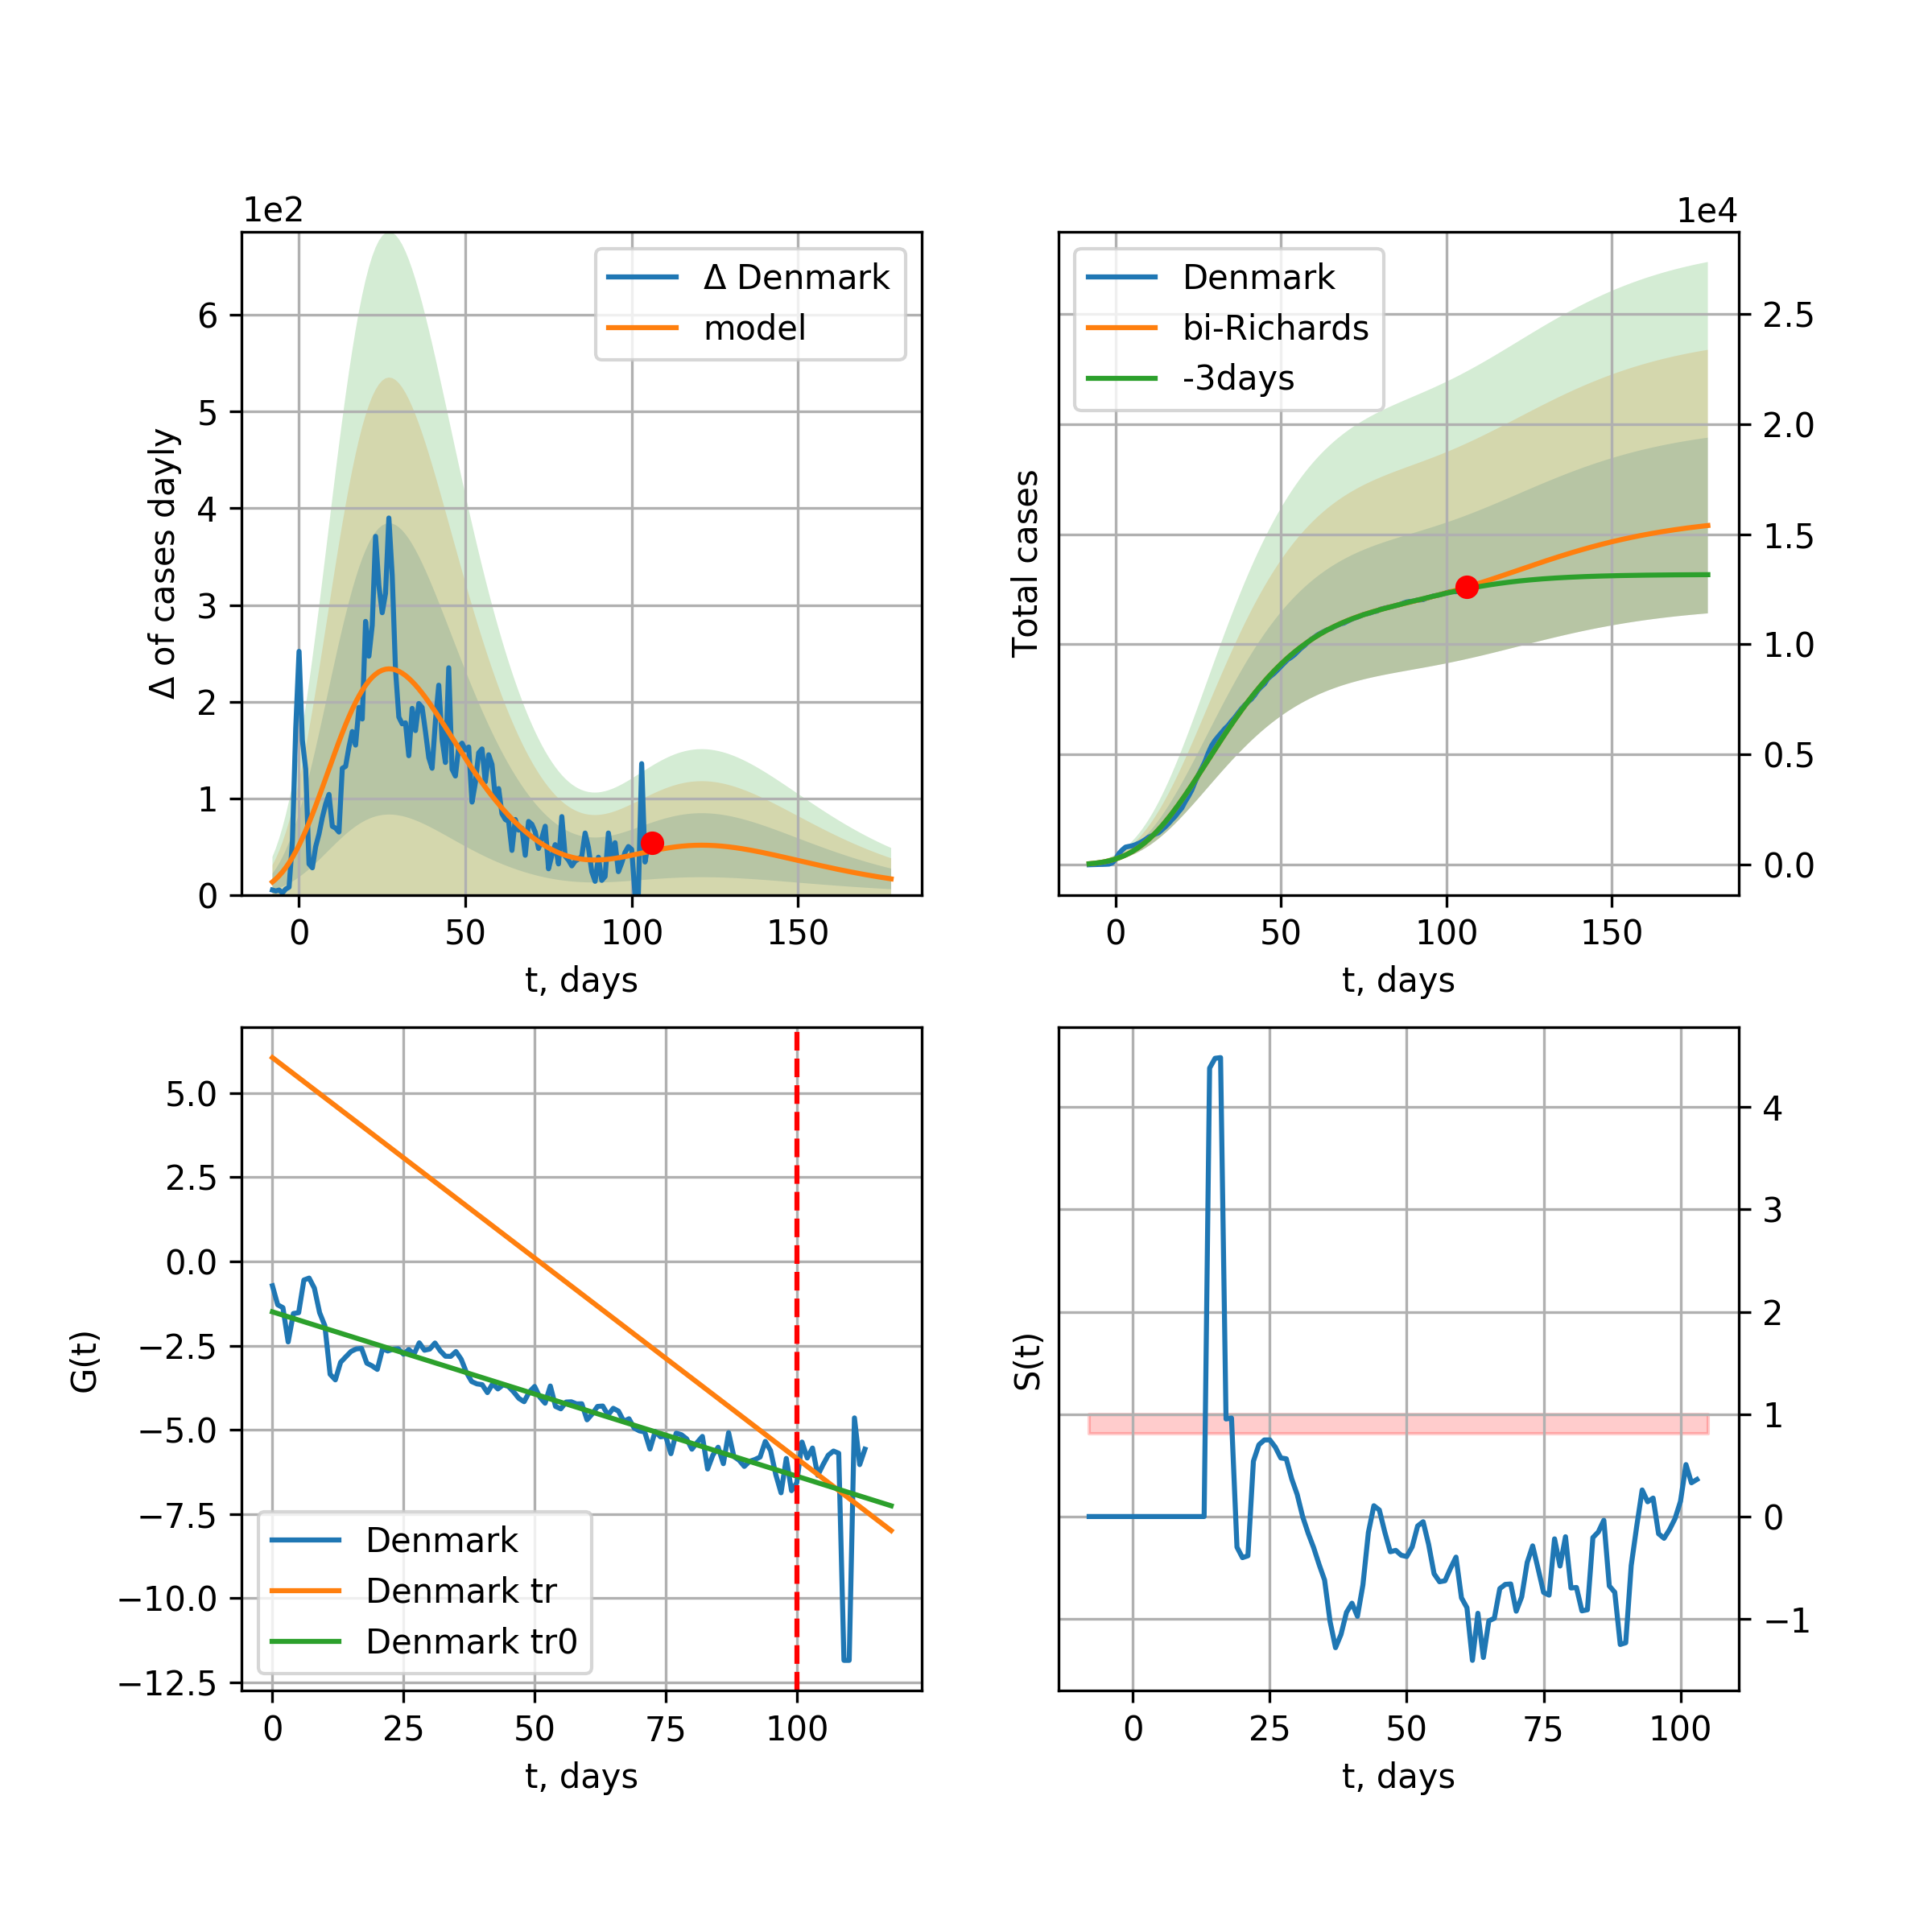 1e2
Δ of cases dayly
6
5
4
3
2
1
0
Δ Denmark
model
0 50 100 150
t, days
1e4
Total cases
Denmark
bi-Richards
-3days
2.5
2.0
1.5
1.0
0.5
0.0
0 50 100 150
t, days
G(t)
5.0
2.5
0.0
−2.5
−5.0
−7.5
−10.0
−12.5
Denmark
Denmark tr
Denmark tr0
0 25 50 75 100
t, days
S(t)
4
3
2
1
0
−1
0 25 50 75 100
t, days